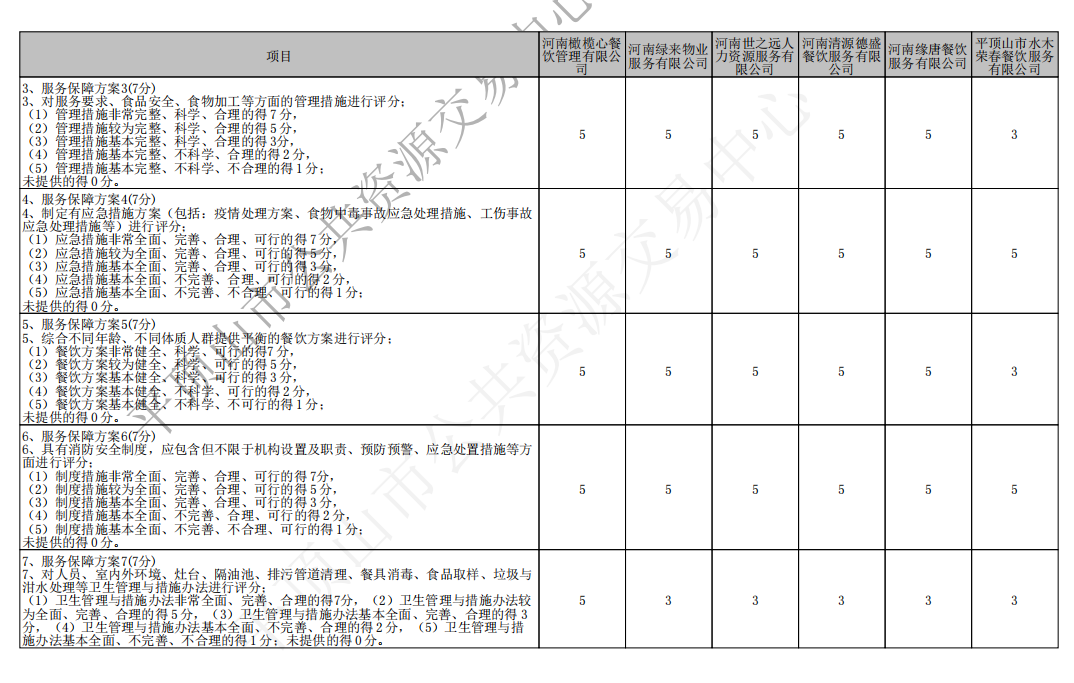 项目
河南橄榄心餐
饮管理有限公
司
河南绿来物业
服务有限公司
河南世之远人
力资源服务有
限公司
河南清源德盛
餐饮服务有限
公司
河南缘唐餐饮
服务有限公司
平顶山市水木
荣春餐饮服务
有限公司
3、服务保障方案3(7分)
3、对服务要求、食品安全、食物加工等方面的管理措施进行评分;
(1)管理措施非常完整、科学、合理的得7分,
(2)管理措施较为完整、科学、合理的得5分,
(3)管理措施基本完整、科学、合理的得3分,
(4)管理措施基本完整、不科学、合理的得2分,
(5)管理措施基本完整、不科学、不合理的得1分;
未提供的得0分。
5 5 5 5 5 3
4、服务保障方案4(7分)
4、制定有应急措施方案(包括:疫情处理方案、食物中毒事故应急处理措施、工伤事故
应急处理措施等)进行评分;
(1)应急措施非常全面、完善、合理、可行的得7分,
(2)应急措施较为全面、完善、合理、可行的得5分,
(3)应急措施基本全面、完善、合理、可行的得3分,
(4)应急措施基本全面、不完善、合理、可行的得2分,
(5)应急措施基本全面、不完善、不合理、可行的得1分;
未提供的得0分。
5 5 5 5 5 5
5、服务保障方案5(7分)
5、综合不同年龄、不同体质人群提供平衡的餐饮方案进行评分;
(1)餐饮方案非常健全、科学、可行的得7分,
(2)餐饮方案较为健全、科学、可行的得5分,
(3)餐饮方案基本健全、科学、可行的得3分,
(4)餐饮方案基本健全、不科学、可行的得2分,
(5)餐饮方案基本健全、不科学、不可行的得1分;
未提供的得0分。
5 5 5 5 5 3
6、服务保障方案6(7分)
6、具有消防安全制度,应包含但不限于机构设置及职责、预防预警、应急处置措施等方
面进行评分;
(1)制度措施非常全面、完善、合理、可行的得7分,
(2)制度措施较为全面、完善、合理、可行的得5分,
(3)制度措施基本全面、完善、合理、可行的得3分,
(4)制度措施基本全面、不完善、合理、可行的得2分,
(5)制度措施基本全面、不完善、不合理、可行的得1分;
未提供的得0分。
5 5 5 5 5 5
7、服务保障方案7(7分)
7、对人员、室内外环境、灶台、隔油池、排污管道清理、餐具消毒、食品取样、垃圾与
泔水处理等卫生管理与措施办法进行评分;
(1)卫生管理与措施办法非常全面、完善、合理的得7分,(2)卫生管理与措施办法较
为全面、完善、合理的得5分,(3)卫生管理与措施办法基本全面、完善、合理的得3
分,(4)卫生管理与措施办法基本全面、不完善、合理的得2分,(5)卫生管理与措
施办法基本全面、不完善、不合理的得1分;未提供的得0分。
5 3 3 3 3 3
平顶山市公共资源交易中心
平顶山市公共资源交易中心